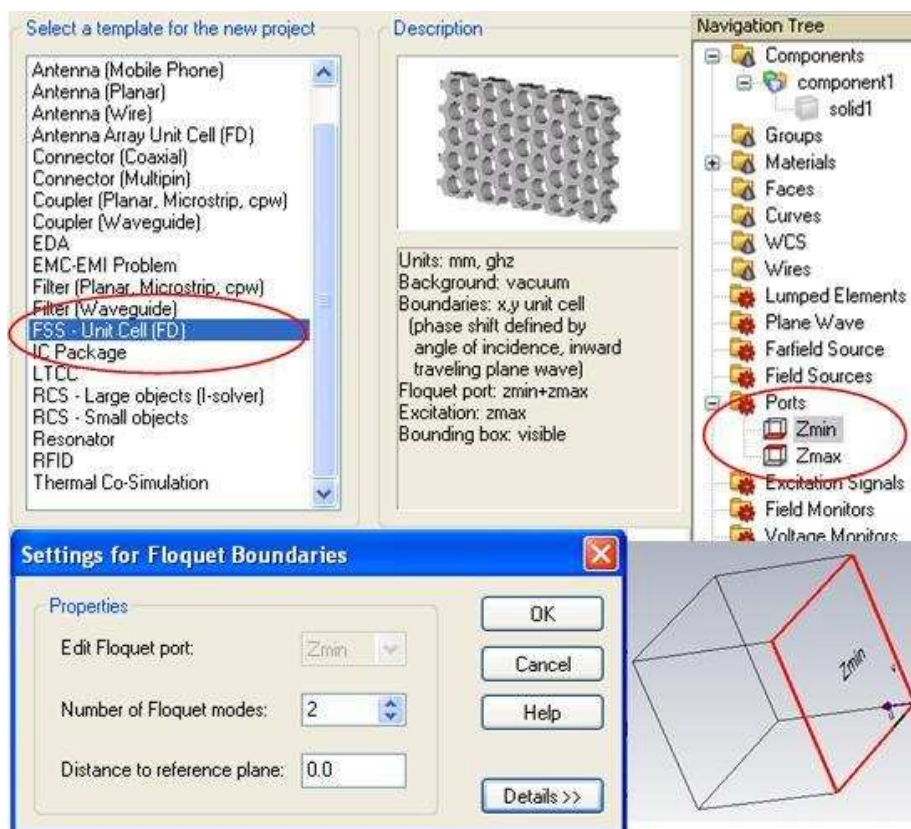 Select a template for the new project
Antenna (Mobile Phone)
Antenna (Planar)
Antenna (Wire)
Antenna Array Unit Cell (FD)
Connector (Coaxial)
Connector (Multipin)
Coupler (Planar, Microstrip, cpw)
Coupler (Waveguide)
EDA
EMC-EMI Problem
Filter (Planar, Microstrip, cpw)
Filter (Waveguide)
FSS - Unit Cell (FD)
IC Package
LTCC
RCS - Large objects (I-solver)
RCS - Small objects
Resonator
RFID
Thermal Co-Simulation
Description
Units: mm, ghz
Background: vacuum
Boundaries: x,y unit cell
(phase shift defined by
angle of incidence, inward
traveling plane wave)
Floquet port: zmin+zmax
Excitation: zmax
Bounding box: visible
Navigation Tree
Components
component1
solid1
Groups
Materials
Faces
Curves
WCS
Wires
Lumped Elements
Plane Wave
Farfield Source
Field Sources
Ports
Zmin
Zmax
Excitation Signals
Field Monitors
Voltage Monitors
Settings for Floquet Boundaries
Properties
Edit Floquet port:
Zmin
Number of Floquet modes:
2
Distance to reference plane:
0.0
OK
Cancel
Help
Details >>
Zmin